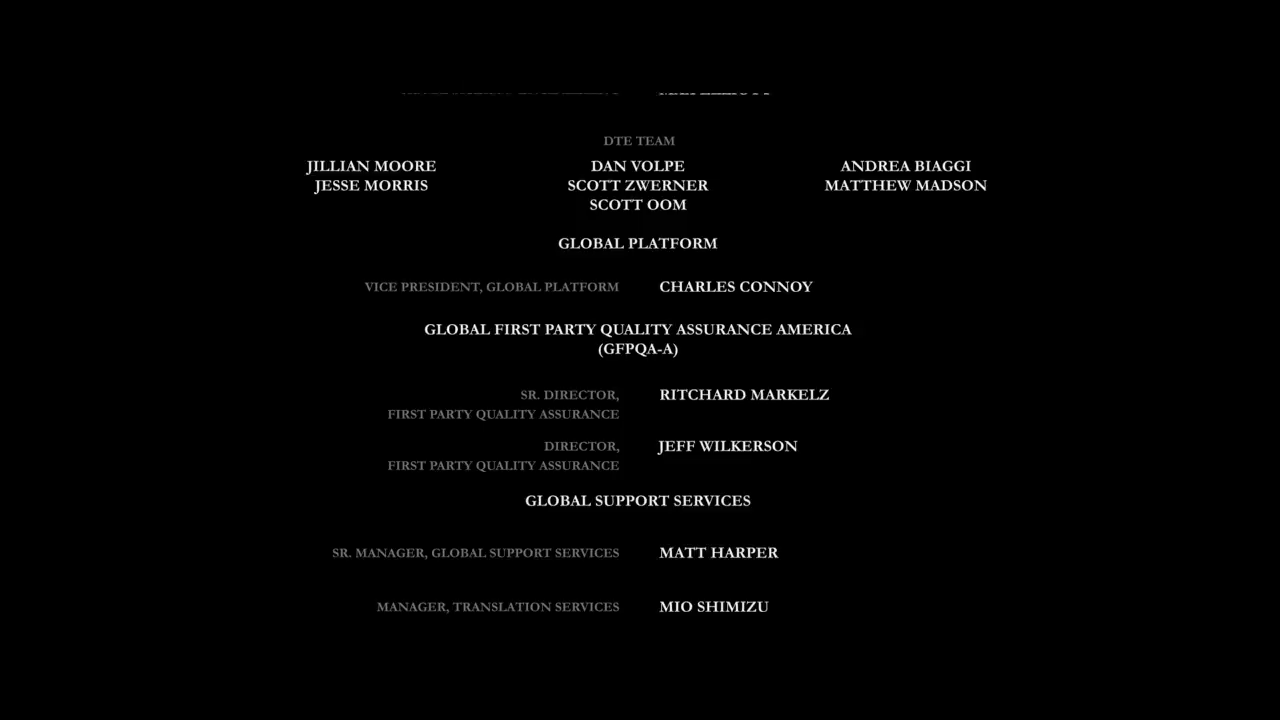 DTE TEAM
JILLIAN MOORE DAN VOLPE ANDREA BIAGGI
JESSE MORRIS SCOTT ZWERNER MATTHEW MADSON
SCOTT OOM
GLOBAL PLATFORM
VICE PRESIDENT, GLOBAL PLATFORM CHARLES CONNOY
GLOBAL FIRST PARTY QUALITY ASSURANCE AMERICA
(GFPQA-A)
SR. DIRECTOR, RITCHARD MARKELZ
FIRST PARTY QUALITY ASSURANCE
DIRECTOR, JEFF WILKERSON
FIRST PARTY QUALITY ASSURANCE
GLOBAL SUPPORT SERVICES
SR. MANAGER, GLOBAL SUPPORT SERVICES MATT HARPER
MANAGER, TRANSLATION SERVICES MIO SHIMIZU